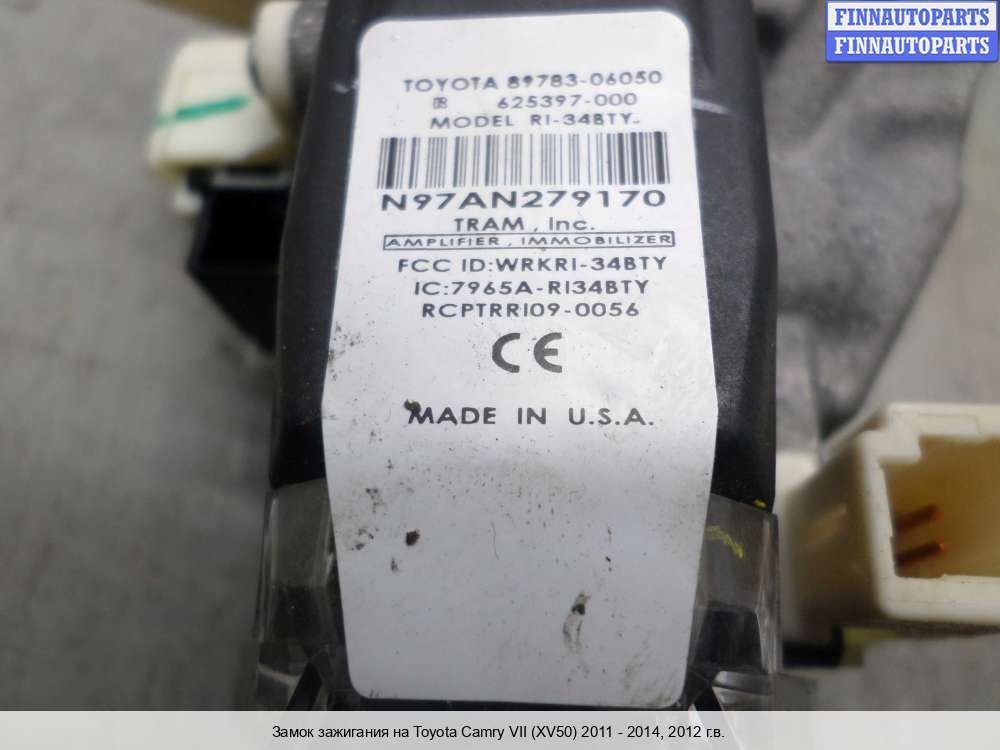 FINNAUTOPARTS
FINNAUTOPARTS
TOYOTA 89783-06050
625397-000
MODEL RI-34BTY
N97AN279170
TRAM, Inc.
AMPLIFIER, IMMOBILIZER
FCC ID:WRKRI-34BTY
IC:7965A-RI34BTY
RCPTRRI09-0056
CE
MADE IN U.S.A.
Замок зажигания на Toyota Camry VII (XV50) 2011 - 2014, 2012 г.в.